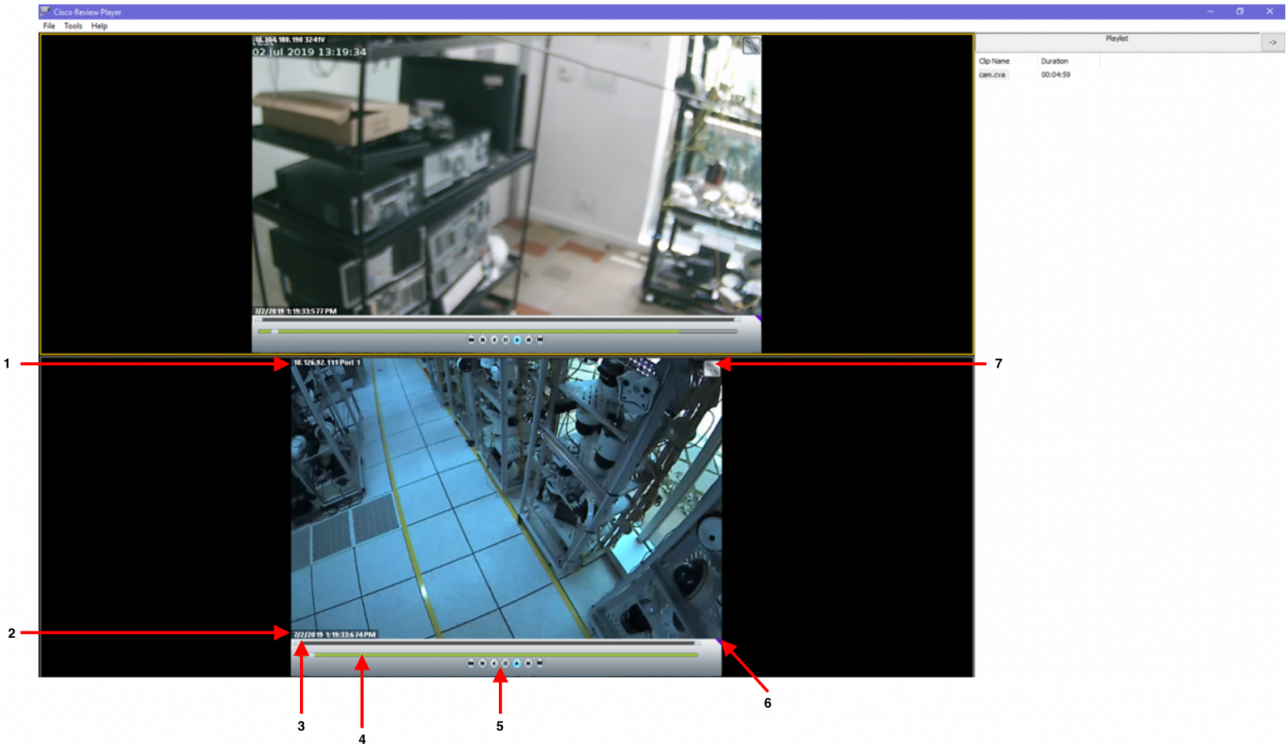 Cisco Review Player
File Tools Help
02 Jul 2019 13:19:34
Playlist
->
Clip Name Duration
cam.cva 00:04:59
7/2/2019 1:19:33:577 PM
1
10.126.92.111 Port 1
7
2
7/2/2019 1:19:33:674 PM
3
4
5
6